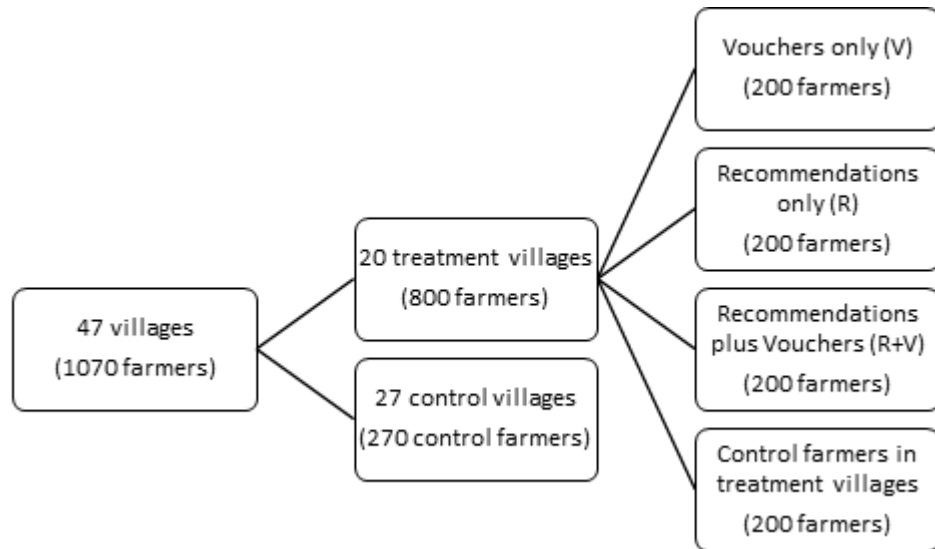 47 villages
(1070 farmers)
20 treatment villages
(800 farmers)
27 control villages
(270 control farmers)
Vouchers only (V)
(200 farmers)
Recommendations
only (R)
(200 farmers)
Recommendations
plus Vouchers (R+V)
(200 farmers)
Control farmers in
treatment villages
(200 farmers)